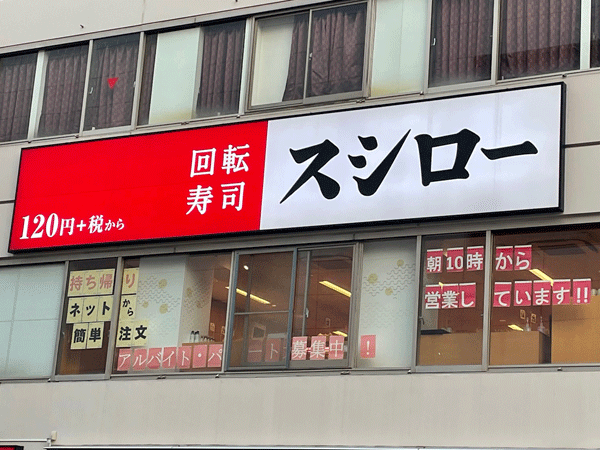 回転
寿司
スシロー
120円+税から
持ち帰り
ネット から
簡単 注文
アルバイト・パート 募集中!
朝10時から
営業しています!!